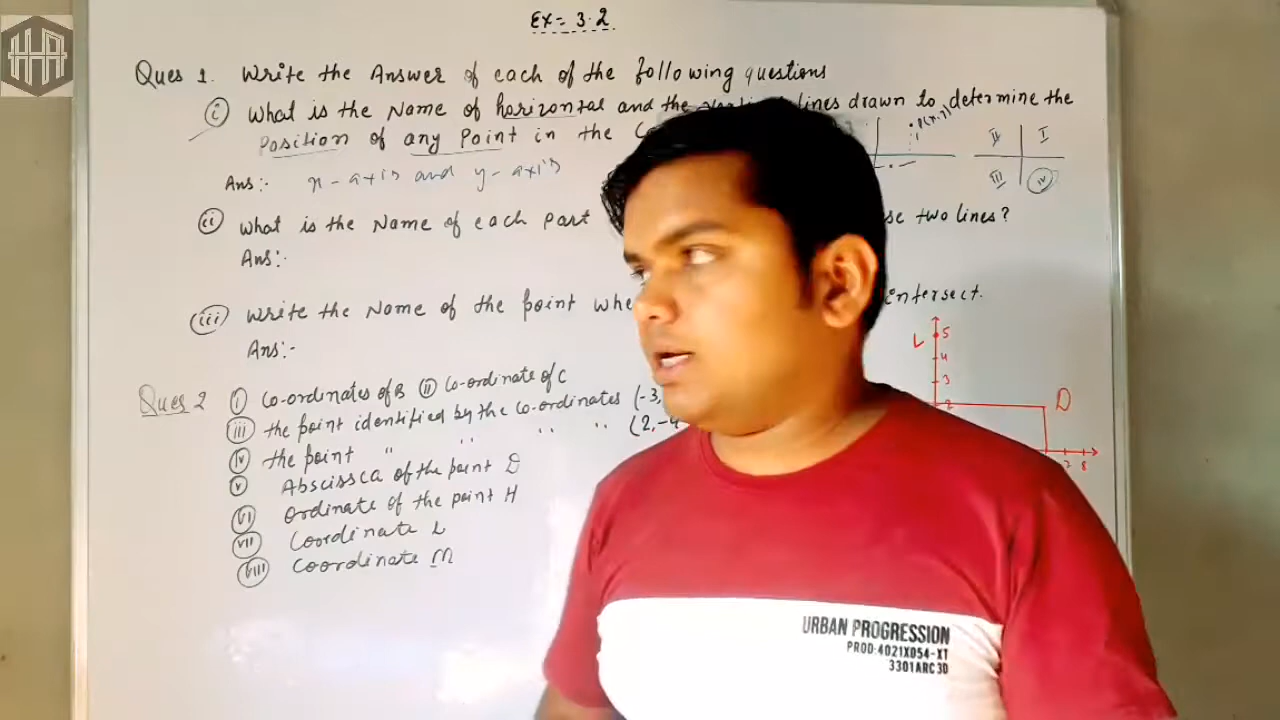 Ex= 3.2
Ques 1. Write the Answer of each of the following questions
(i) What is the Name of horizontal and the lines drawn to determine the
Position of any Point in the
P(x,y)
II I
III IV
Ans:- x-axis and y-axis
(ii) What is the Name of each part se two lines?
Ans:-
(iii) Write the Name of the point whe intersect.
Ans:-
L 5
4
3
2 D
8
Ques 2 (i) Co-ordinates of B (ii) Co-ordinate of C
(iii) the point identified by the Co-ordinates (-3,
(iv) the point " " " " (2,-4
(v) Abscissa of the point D
(vi) Ordinate of the point H
(vii) Coordinate L
(viii) Coordinate M
URBAN PROGRESSION
PROD:4021X054-XT
3301ARC3D